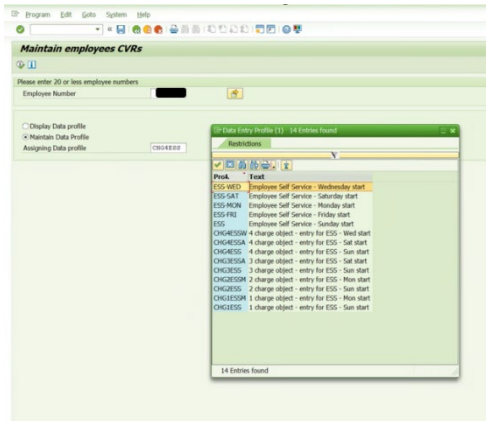 Program Edit Goto System Help
Maintain employees CVRs
Please enter 20 or less employee numbers
Employee Number
Display Data profile
Maintain Data Profile
Assigning Data profile CHG4ESS
Data Entry Profile (1) 14 Entries found
Restrictions
Prof. Text
ESS-WED Employee Self Service - Wednesday start
ESS-SAT Employee Self Service - Saturday start
ESS-MON Employee Self Service - Monday start
ESS-FRI Employee Self Service - Friday start
ESS Employee Self Service - Sunday start
CHG4ESSW 4 charge object - entry for ESS - Wed start
CHG4ESSA 4 charge object - entry for ESS - Sat start
CHG4ESS 4 charge object - entry for ESS - Sun start
CHG3ESSA 3 charge object - entry for ESS - Sat start
CHG3ESS 3 charge object - entry for ESS - Sun start
CHG2ESSM 2 charge object - entry for ESS - Mon start
CHG2ESS 2 charge object - entry for ESS - Sun start
CHG1ESSM 1 charge object - entry for ESS - Mon start
CHG1ESS 1 charge object - entry for ESS - Sun start
14 Entries found